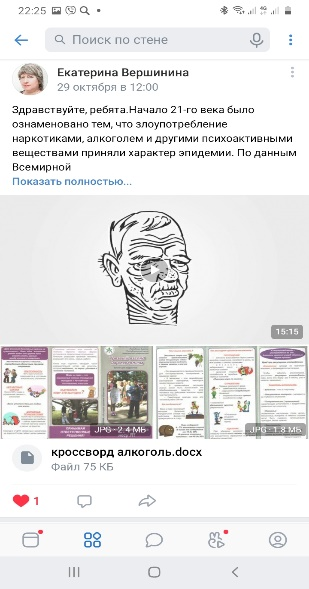 22:25
Поиск по стене
Екатерина Вершинина
29 октября в 12:00
Здравствуйте, ребята.Начало 21-го века было
ознаменовано тем, что злоупотребление
наркотиками, алкоголем и другими психоактивными
веществами приняли характер эпидемии. По данным
Всемирной
Показать полностью...
15:15
JPG · 2.4 МБ
JPG · 1.8 МБ
кроссворд алкоголь.docx
Файл 75 КБ
1